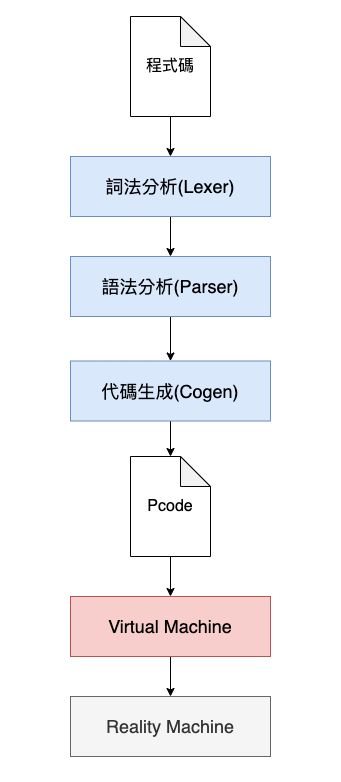 程式碼
詞法分析(Lexer)
語法分析(Parser)
代碼生成(Cogen)
Pcode
Virtual Machine
Reality Machine